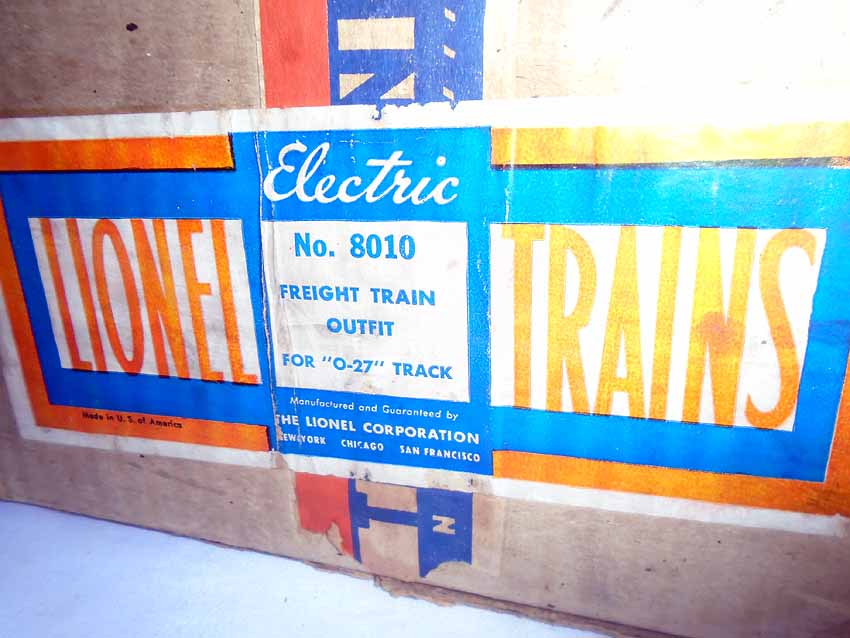 IN
LIONEL
Made in U. S. of America
Electric
No. 8010
FREIGHT TRAIN
OUTFIT
FOR "O-27" TRACK
Manufactured and Guaranteed by
THE LIONEL CORPORATION
NEW YORK CHICAGO SAN FRANCISCO
TRAINS
N